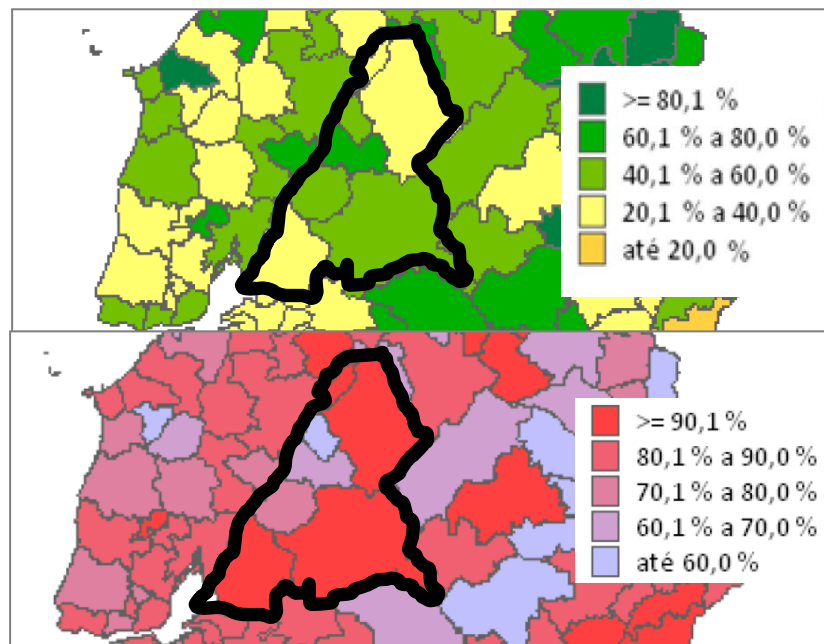 >= 80,1 %
60,1 % a 80,0 %
40,1 % a 60,0 %
20,1 % a 40,0 %
até 20,0 %
>= 90,1 %
80,1 % a 90,0 %
70,1 % a 80,0 %
60,1 % a 70,0 %
até 60,0 %